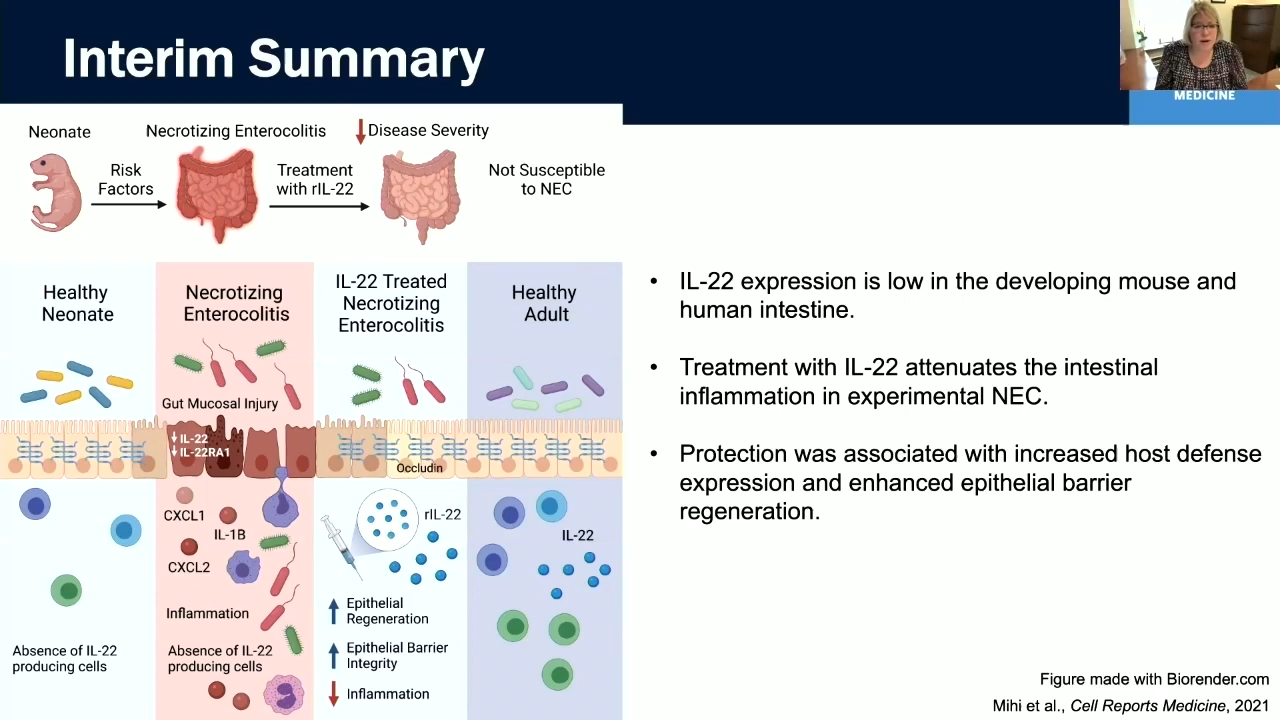 Interim Summary
MEDICINE
Neonate
Necrotizing Enterocolitis
Disease Severity
Risk
Factors
Treatment
with rIL-22
Not Susceptible
to NEC
Healthy
Neonate
Necrotizing
Enterocolitis
IL-22 Treated
Necrotizing
Enterocolitis
Healthy
Adult
Gut Mucosal Injury
IL-22
IL-22RA1
Occludin
CXCL1
IL-1B
CXCL2
Inflammation
Absence of IL-22
producing cells
Absence of IL-22
producing cells
rIL-22
Epithelial
Regeneration
Epithelial Barrier
Integrity
Inflammation
IL-22
• IL-22 expression is low in the developing mouse and
human intestine.
• Treatment with IL-22 attenuates the intestinal
inflammation in experimental NEC.
• Protection was associated with increased host defense
expression and enhanced epithelial barrier
regeneration.
Figure made with Biorender.com
Mihi et al., Cell Reports Medicine, 2021